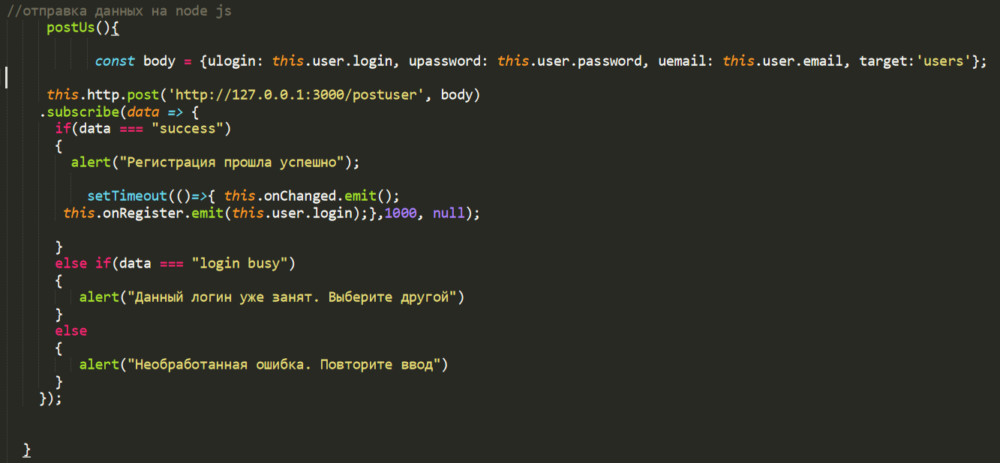 //отправка данных на node js
postUs(){
const body = {ulogin: this.user.login, upassword: this.user.password, uemail: this.user.email, target:'users'};
this.http.post('http://127.0.0.1:3000/postuser', body)
.subscribe(data => {
if(data === "success")
{
alert("Регистрация прошла успешно");
setTimeout(()=>{ this.onChanged.emit();
this.onRegister.emit(this.user.login);},1000, null);
}
else if(data === "login busy")
{
alert("Данный логин уже занят. Выберите другой")
}
else
{
alert("Необработанная ошибка. Повторите ввод")
}
});
}